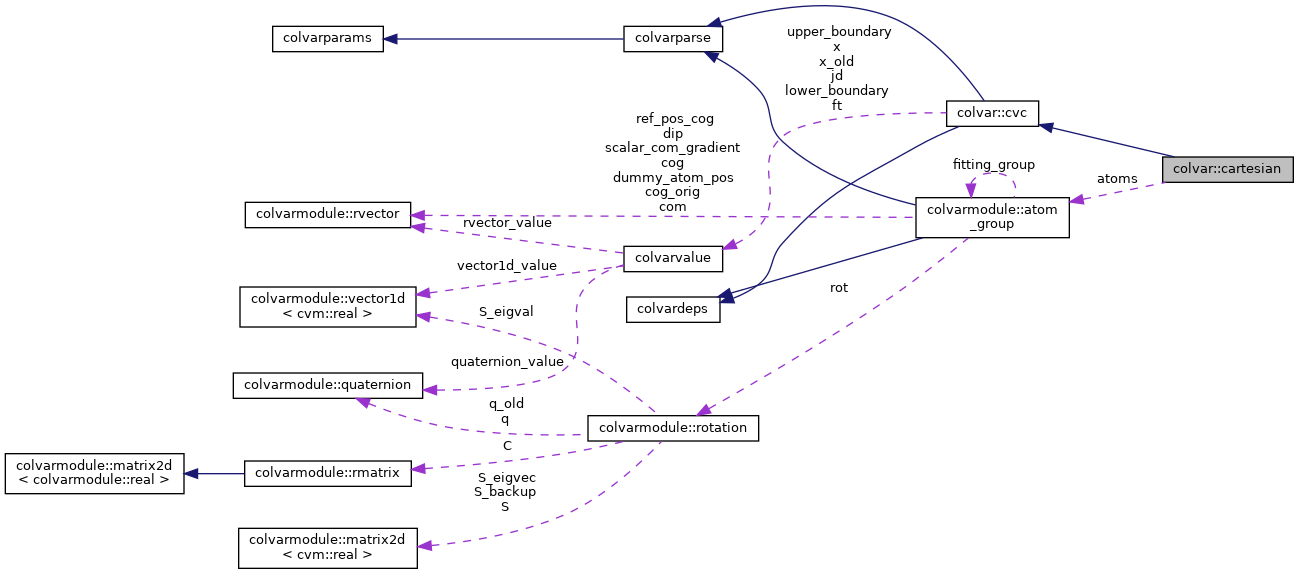 colvarparams
colvarparse
upper_boundary
x
x_old
jd
lower_boundary
ft
colvar::cvc
colvar::cartesian
ref_pos_cog
dip
scalar_com_gradient
cog
dummy_atom_pos
cog_orig
com
fitting_group
atoms
colvarmodule::rvector
colvarmodule::atom
_group
rvector_value
colvarvalue
vector1d_value
colvarmodule::vector1d
< cvm::real >
colvardeps
rot
S_eigval
quaternion_value
colvarmodule::quaternion
q_old
q
colvarmodule::rotation
C
colvarmodule::matrix2d
< colvarmodule::real >
colvarmodule::rmatrix
S_eigvec
S_backup
S
colvarmodule::matrix2d
< cvm::real >